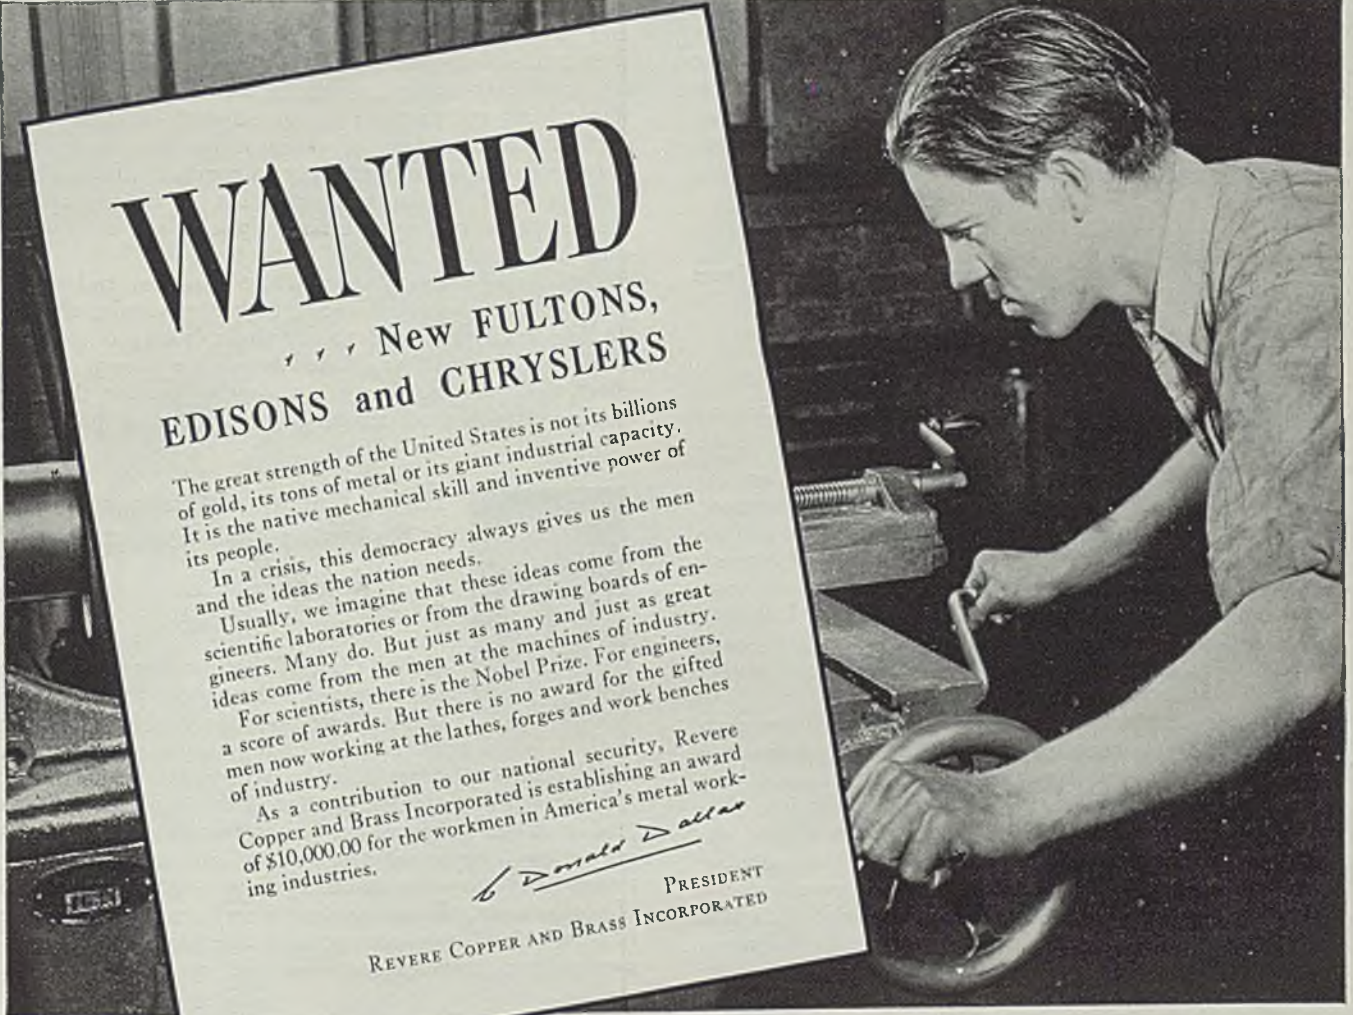 WANTED
, , , New FULTONS,
EDISONS and CHRYSLERS
The great strength of the United States is not its billions
of gold, its tons of metal or its giant industrial capacity.
It is the native mechanical skill and inventive power of
its people.
In a crisis, this democracy always gives us the men
and the ideas the nation needs.
Usually, we imagine that these ideas come from the
scientific laboratories or from the drawing boards of en-
gineers. Many do. But just as many and just as great
ideas come from the men at the machines of industry.
For scientists, there is the Nobel Prize. For engineers,
a score of awards. But there is no award for the gifted
men now working at the lathes, forges and work benches
of industry.
As a contribution to our national security, Revere
Copper and Brass Incorporated is establishing an award
of $10,000.00 for the workmen in America's metal work-
ing industries.
C Donald Dallas
PRESIDENT
REVERE COPPER AND BRASS INCORPORATED